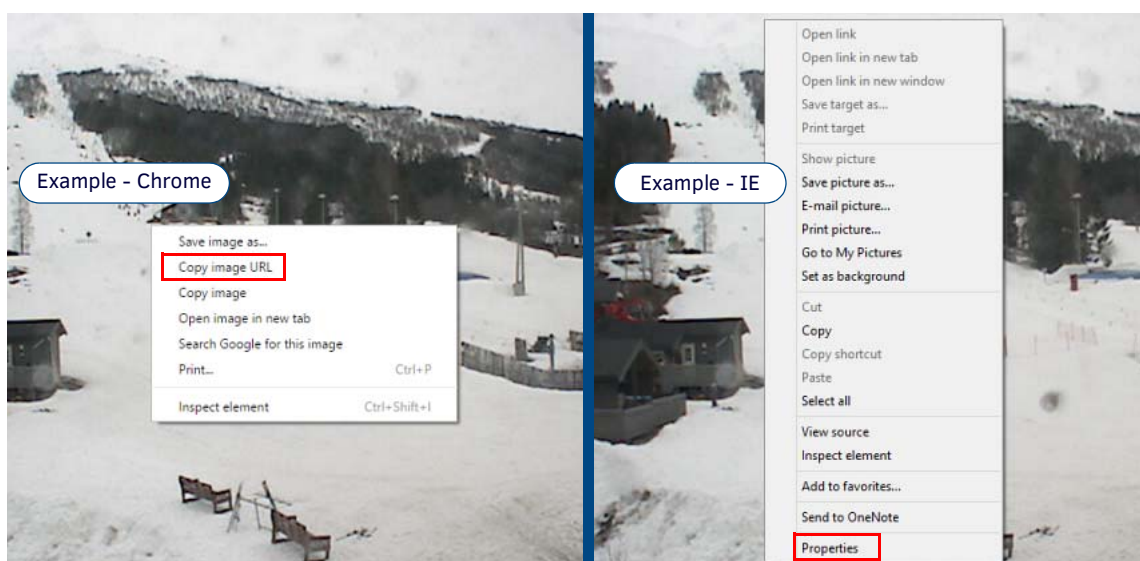 Example - Chrome
Save image as...
Copy image URL
Copy image
Open image in new tab
Search Google for this image
Print... Ctrl+P
Inspect element Ctrl+Shift+I
Example - IE
Open link
Open link in new tab
Open link in new window
Save target as...
Print target
Show picture
Save picture as...
E-mail picture...
Print picture...
Go to My Pictures
Set as background
Cut
Copy
Copy shortcut
Paste
Select all
View source
Inspect element
Add to favorites...
Send to OneNote
Properties